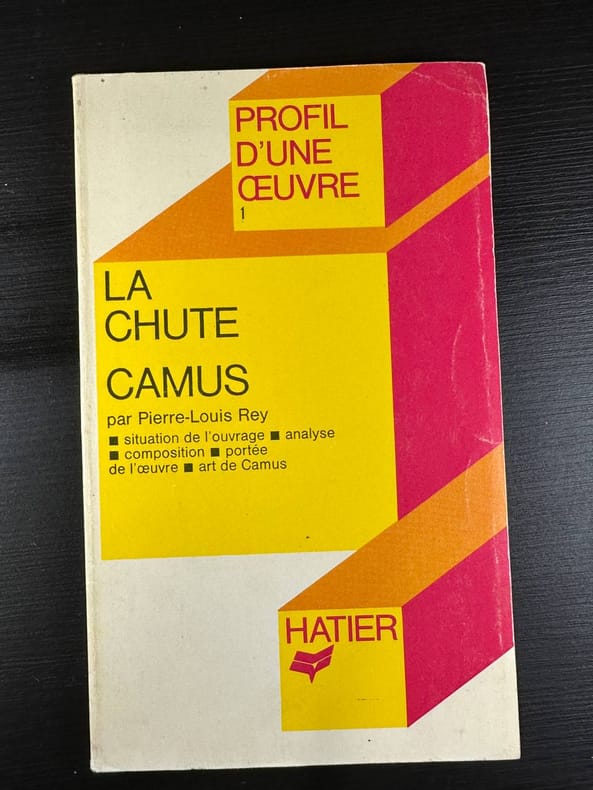 PROFIL
D'UNE
ŒUVRE
1
LA
CHUTE
CAMUS
par Pierre-Louis Rey
■ situation de l'ouvrage ■ analyse
■ composition ■ portée
de l'œuvre ■ art de Camus
HATIER